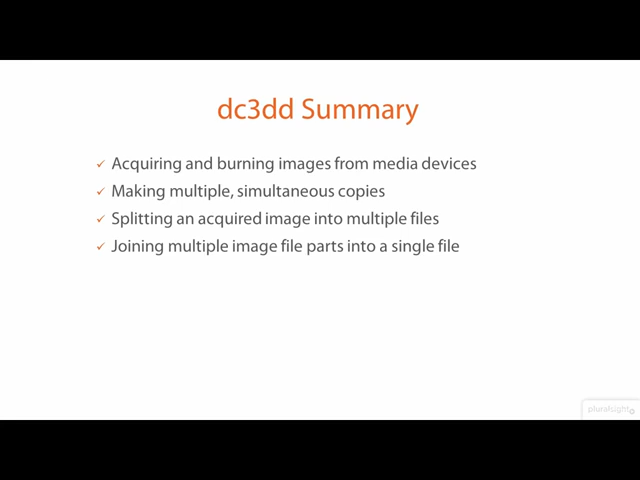 dc3dd Summary
Acquiring and burning images from media devices
Making multiple, simultaneous copies
Splitting an acquired image into multiple files
Joining multiple image file parts into a single file
pluralsight